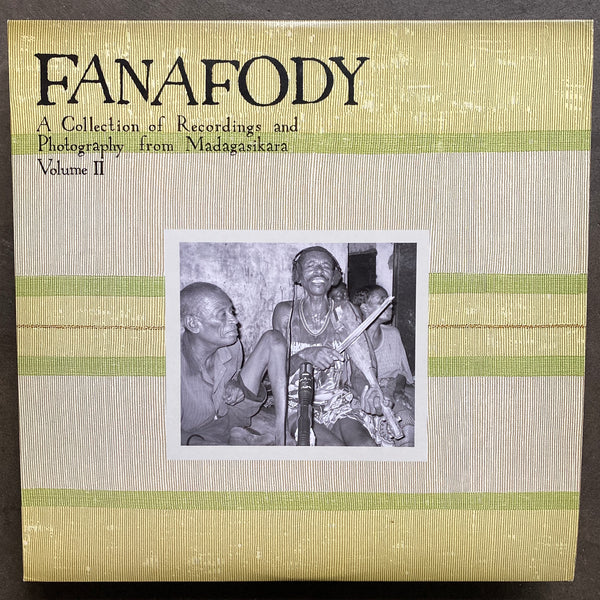 FANAFODY
A Collection of Recordings and
Photography from Madagasikara
Volume II